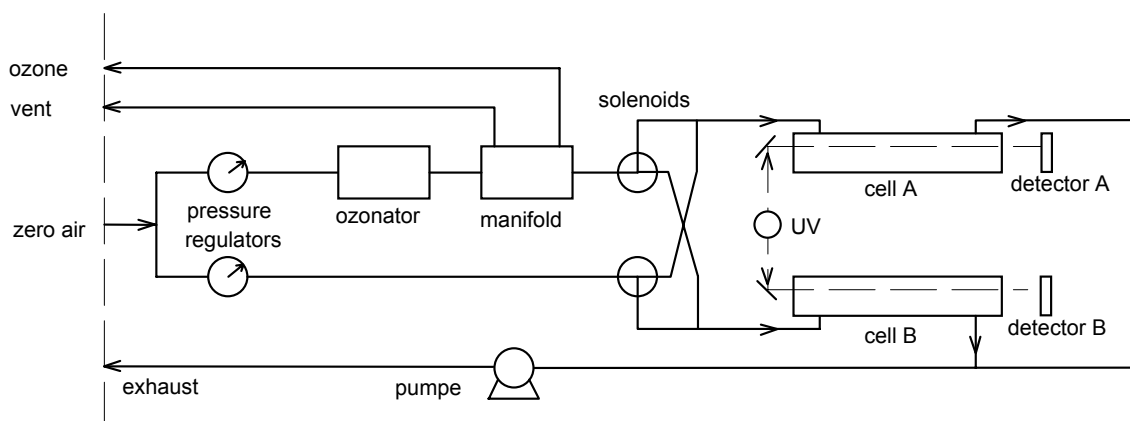 ozone
vent
solenoids
cell A
detector A
pressure
regulators
ozonator
manifold
zero air
UV
cell B
detector B
exhaust
pumpe